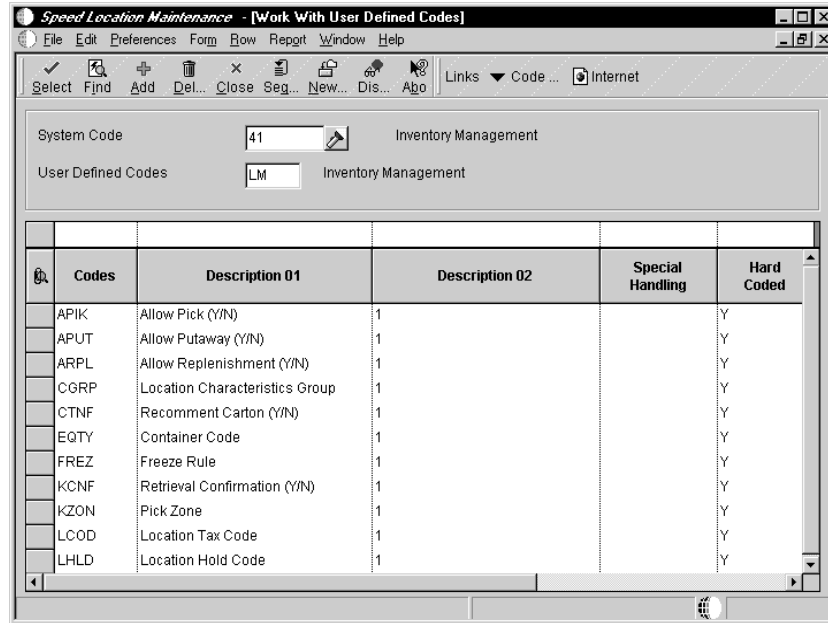 Speed Location Maintenance - [Work With User Defined Codes]
File Edit Preferences Form Row Report Window Help
Select Find Add Del... Close Seq... New... Dis... Abo Links Code ... Internet
System Code 41 Inventory Management
User Defined Codes LM Inventory Management
Codes Description 01 Description 02 Special Handling Hard Coded
APIK Allow Pick (Y/N) 1 Y
APUT Allow Putaway (Y/N) 1 Y
ARPL Allow Replenishment (Y/N) 1 Y
CGRP Location Characteristics Group 1 Y
CTNF Recomment Carton (Y/N) 1 Y
EQTY Container Code 1 Y
FREZ Freeze Rule 1 Y
KCNF Retrieval Confirmation (Y/N) 1 Y
KZON Pick Zone 1 Y
LCOD Location Tax Code 1 Y
LHLD Location Hold Code 1 Y